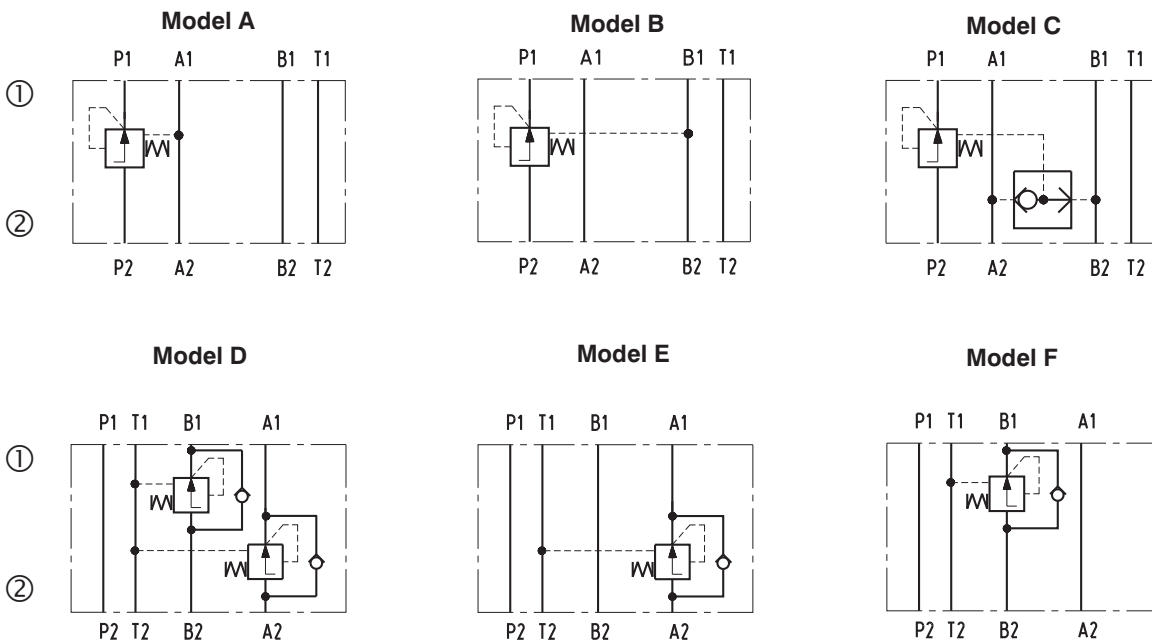 Model A
Model B
Model C
P1 A1 B1 T1
P1 A1 B1 T1
P1 A1 B1 T1
①
②
P2 A2 B2 T2
P2 A2 B2 T2
P2 A2 B2 T2
Model D
Model E
Model F
P1 T1 B1 A1
P1 T1 B1 A1
P1 T1 B1 A1
①
②
P2 T2 B2 A2
P2 T2 B2 A2
P2 T2 B2 A2